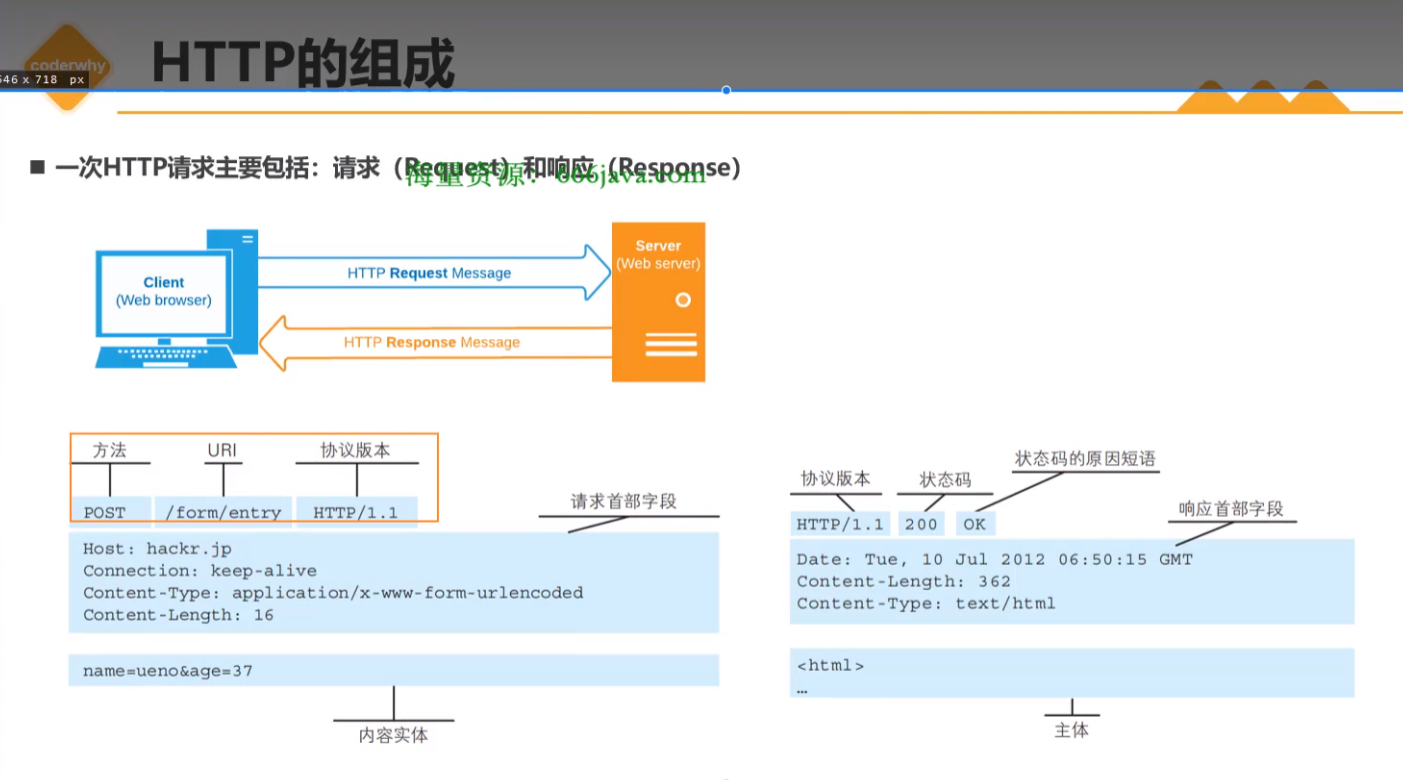 coderwhy
HTTP的组成
646 x 718 px
■ 一次HTTP请求主要包括：请求（Request）和响应（Response）
海量资源：666java.com
Client
(Web browser)
HTTP Request Message
HTTP Response Message
Server
(Web server)
方法 URI 协议版本
POST /form/entry HTTP/1.1
请求首部字段
Host: hackr.jp
Connection: keep-alive
Content-Type: application/x-www-form-urlencoded
Content-Length: 16
name=ueno&age=37
内容实体
协议版本 状态码 状态码的原因短语
HTTP/1.1 200 OK
响应首部字段
Date: Tue, 10 Jul 2012 06:50:15 GMT
Content-Length: 362
Content-Type: text/html
<html>
…
主体